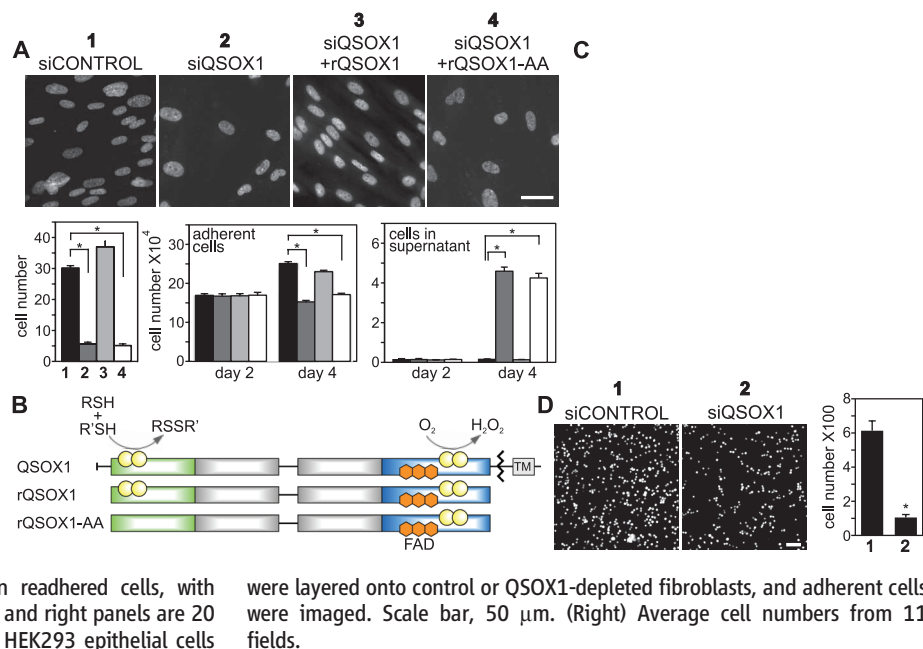 A
1
siCONTROL
2
siQSOX1
3
siQSOX1
+rQSOX1
4
siQSOX1
+rQSOX1-AA
C
cell number
40
30
20
10
0
*
*
1 2 3 4
cell number X10^4
adherent
cells
30
20
10
0
*
*
day 2 day 4
cells in
supernatant
6
4
2
0
*
*
day 2 day 4
B
RSH
+
R'SH
RSSR'
O2
H2O2
QSOX1
TM
rQSOX1
rQSOX1-AA
FAD
D
1
siCONTROL
2
siQSOX1
cell number X100
8
6
4
2
0
*
1 2
n readhered cells, with
and right panels are 20
HEK293 epithelial cells
were layered onto control or QSOX1-depleted fibroblasts, and adherent cells
were imaged. Scale bar, 50 μm. (Right) Average cell numbers from 11
fields.